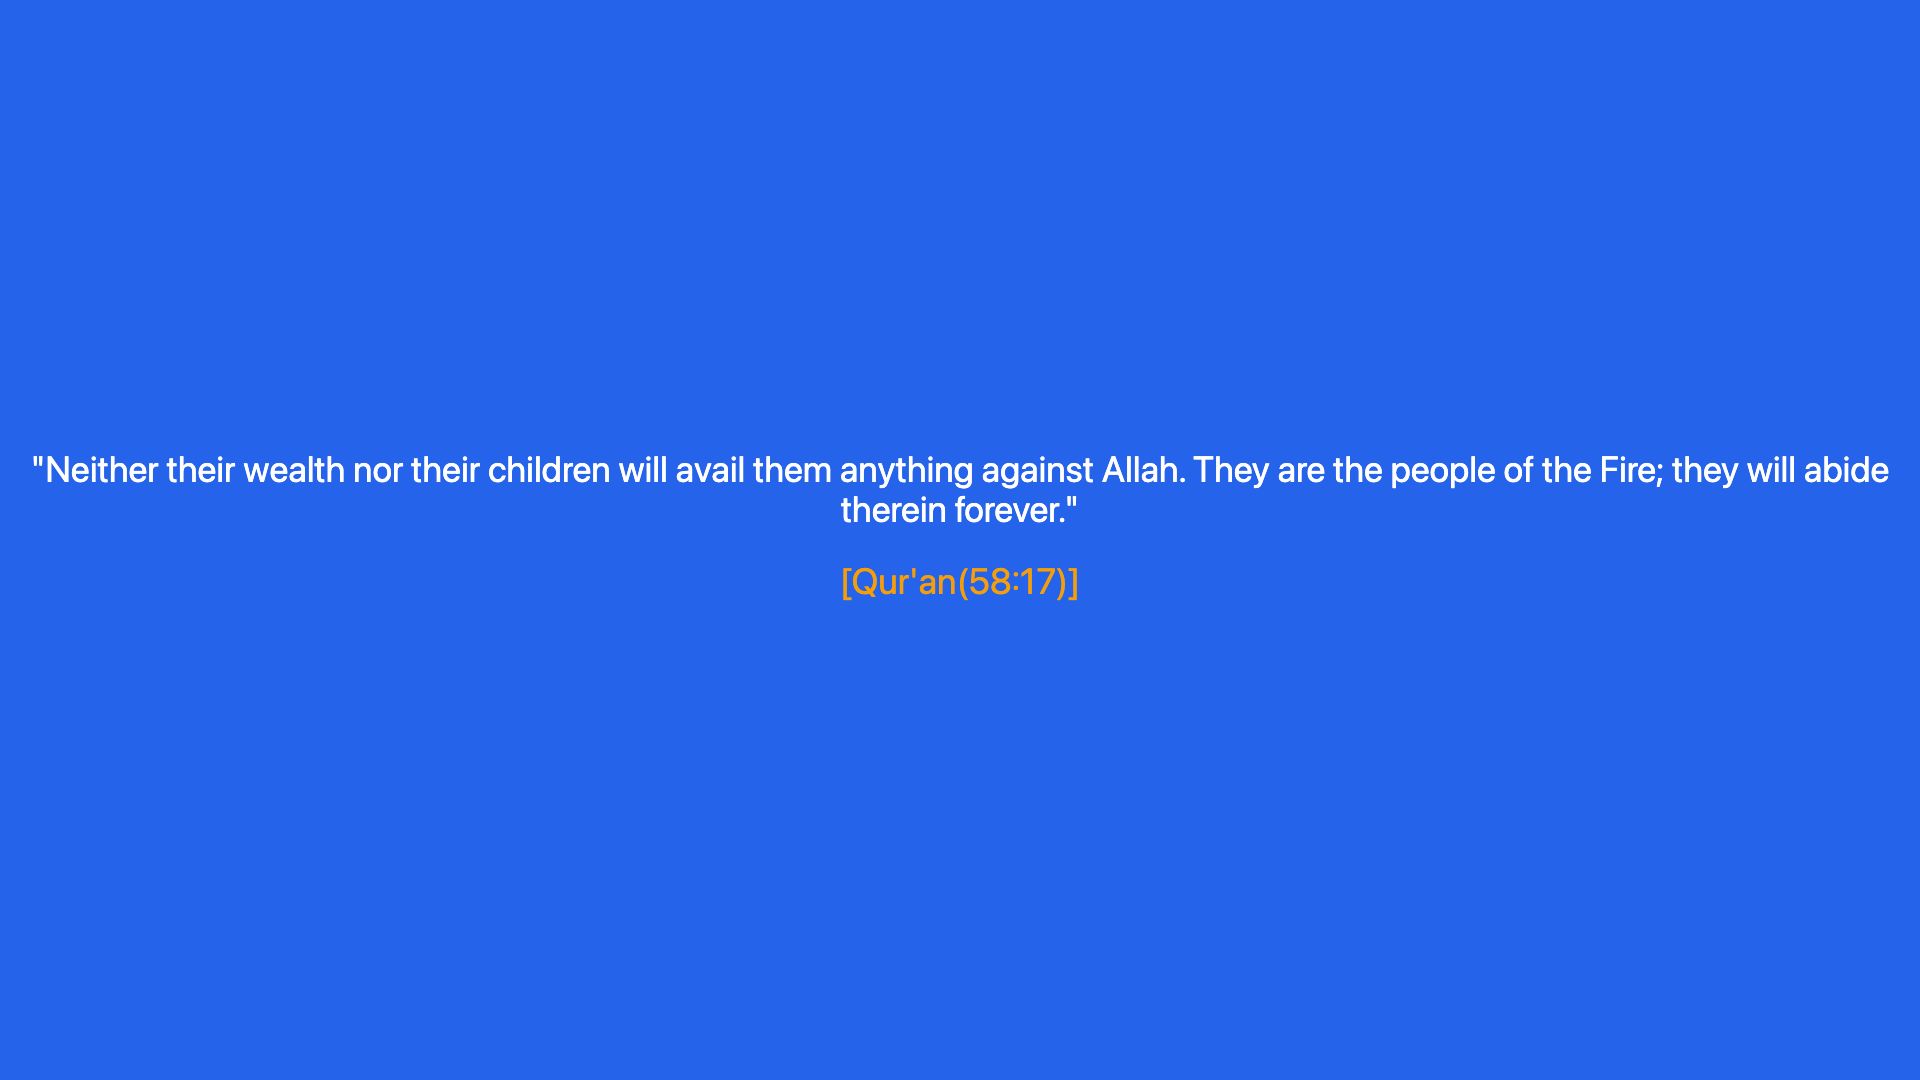 "Neither their wealth nor their children will avail them anything against Allah. They are the people of the Fire; they will abide
therein forever."
[Qur'an(58:17)]